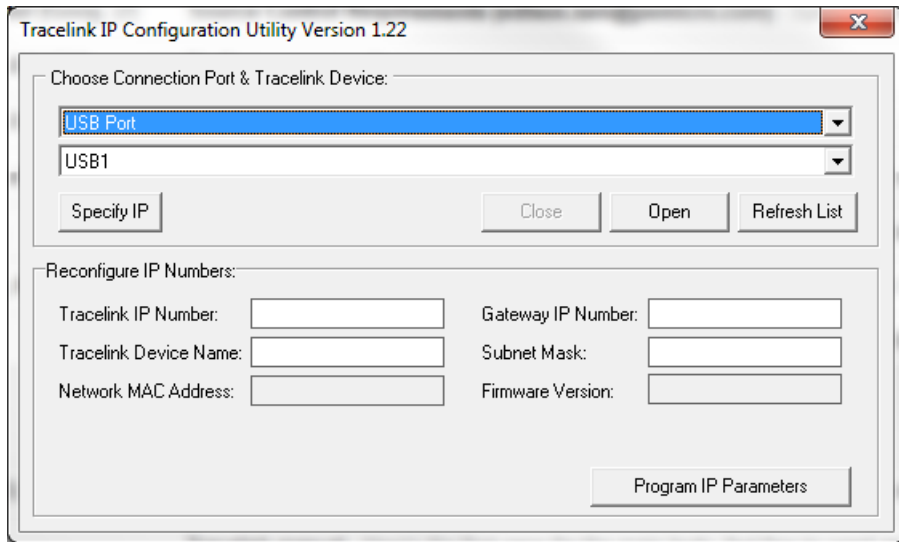 Tracelink IP Configuration Utility Version 1.22
Choose Connection Port & Tracelink Device:
USB Port
USB1
Specify IP Close Open Refresh List
Reconfigure IP Numbers:
Tracelink IP Number: Gateway IP Number:
Tracelink Device Name: Subnet Mask:
Network MAC Address: Firmware Version:
Program IP Parameters